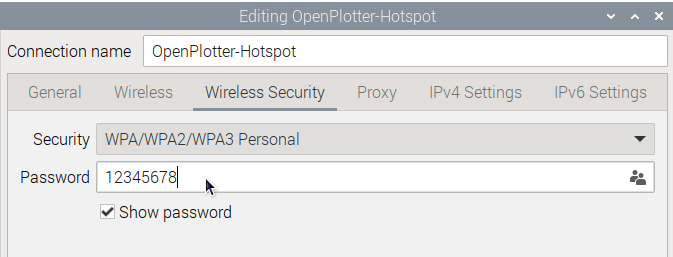 Editing OpenPlotter-Hotspot
Connection name OpenPlotter-Hotspot
General Wireless Wireless Security Proxy IPv4 Settings IPv6 Settings
Security WPA/WPA2/WPA3 Personal
Password 12345678
Show password